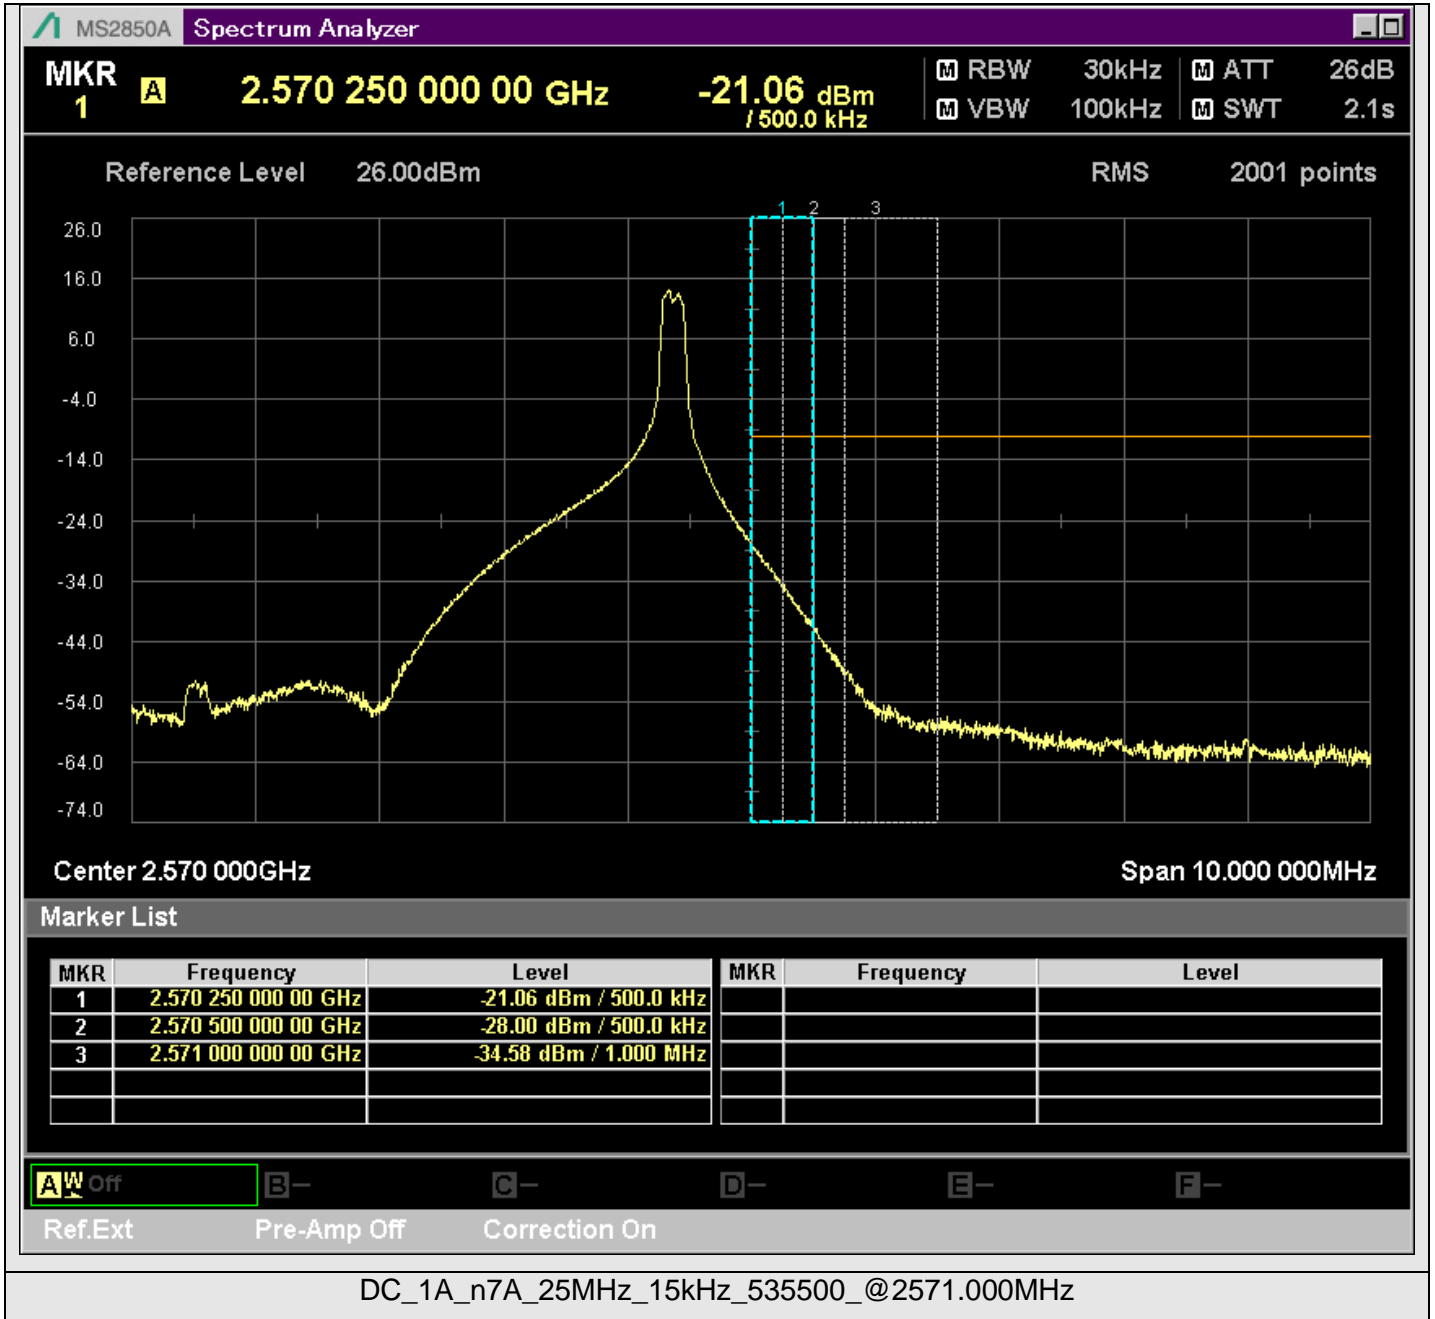 MS2850A Spectrum Analyzer
MKR 1 A 2.570 250 000 00 GHz -21.06 dBm / 500.0 kHz
M RBW 30kHz M ATT 26dB
M VBW 100kHz M SWT 2.1s
Reference Level 26.00dBm RMS 2001 points
1 2 3
26.0
16.0
6.0
-4.0
-14.0
-24.0
-34.0
-44.0
-54.0
-64.0
-74.0
Center 2.570 000GHz Span 10.000 000MHz
Marker List
MKR Frequency Level MKR Frequency Level
1 2.570 250 000 00 GHz -21.06 dBm / 500.0 kHz
2 2.570 500 000 00 GHz -28.00 dBm / 500.0 kHz
3 2.571 000 000 00 GHz -34.58 dBm / 1.000 MHz
A W Off B - C - D - E - F -
Ref.Ext Pre-Amp Off Correction On
DC_1A_n7A_25MHz_15kHz_535500_@2571.000MHz